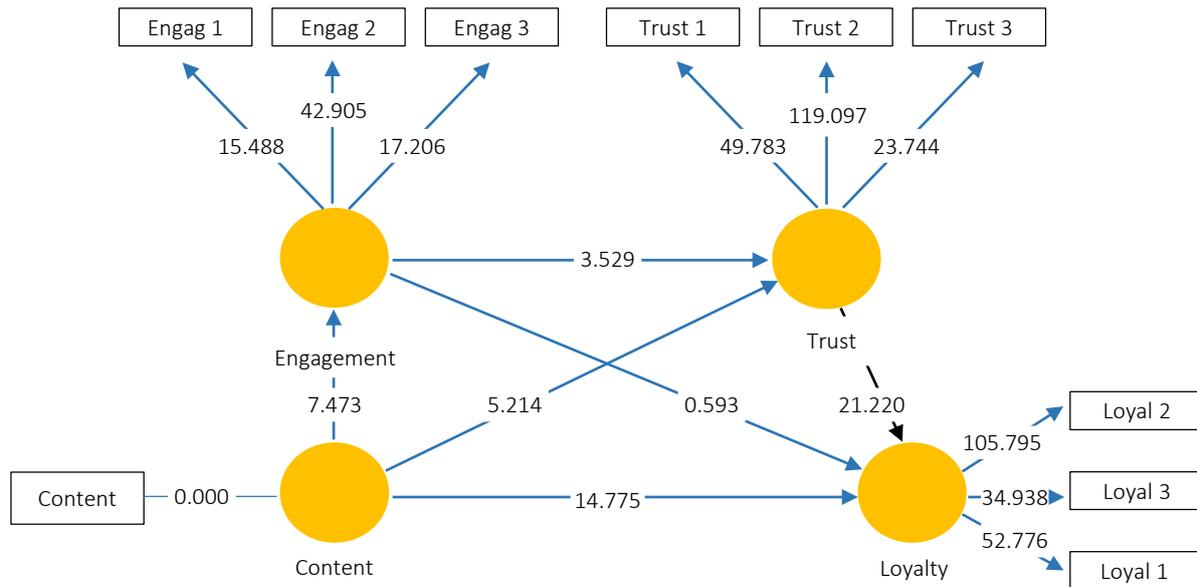 Engag 1
Engag 2
Engag 3
Trust 1
Trust 2
Trust 3
42.905
119.097
15.488
17.206
49.783
23.744
3.529
Trust
Engagement
7.473
5.214
0.593
21.220
Loyal 2
105.795
Content
0.000
14.775
34.938
Loyal 3
52.776
Content
Loyalty
Loyal 1